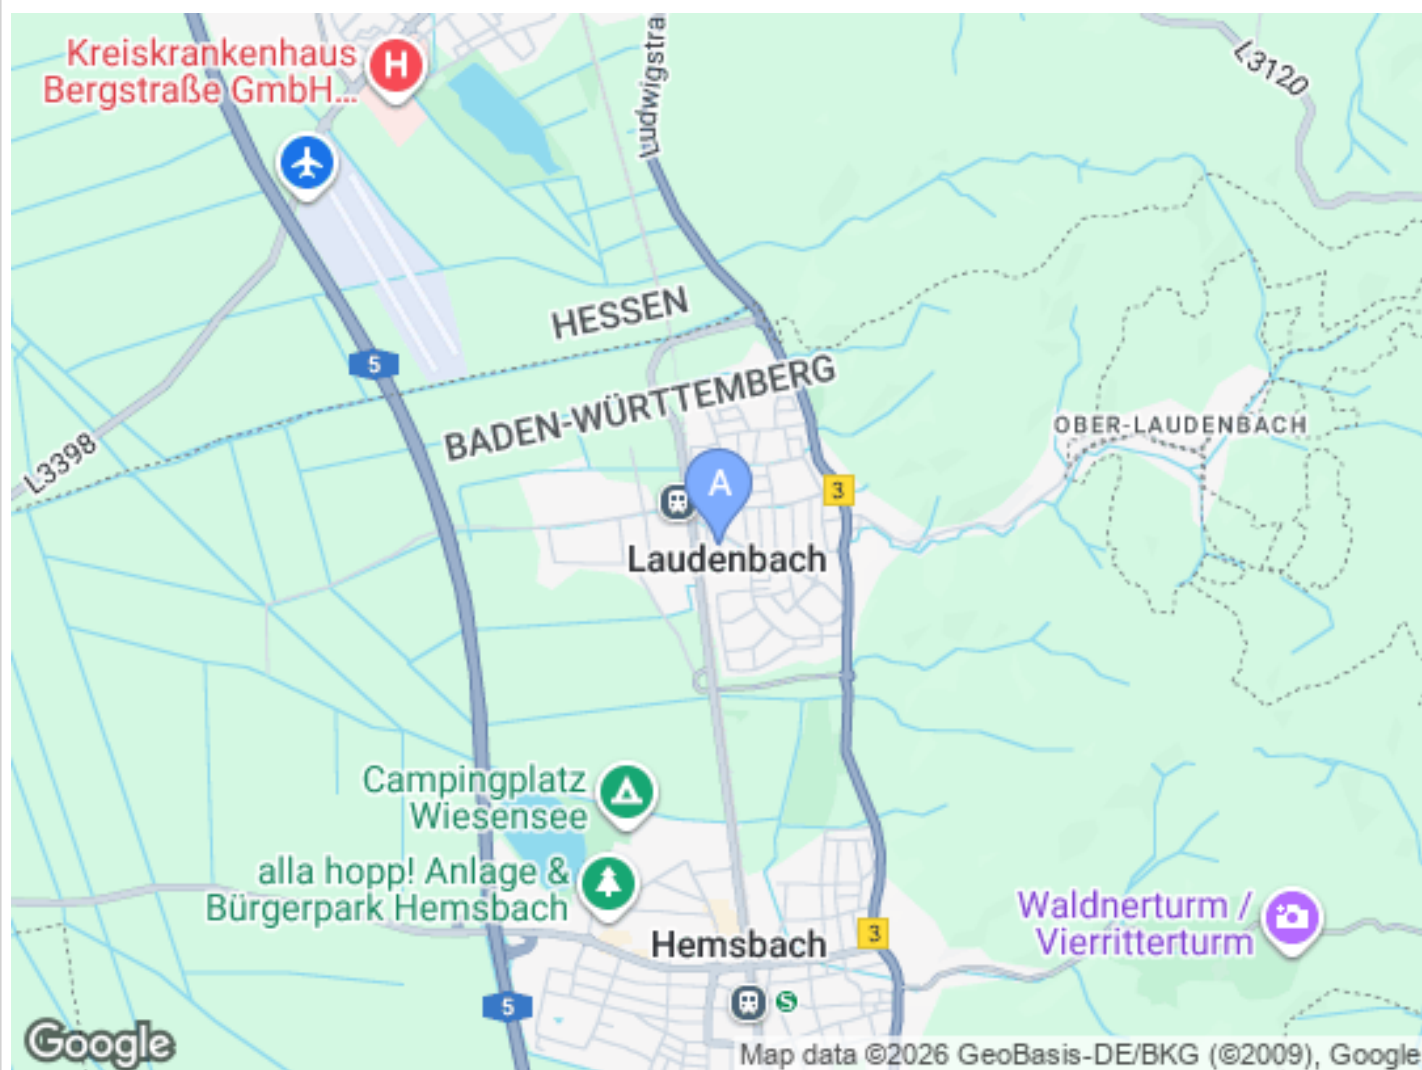 Kreiskrankenhaus
Bergstraße GmbH...
H
Ludwigstra
L3120
HESSEN
5
BADEN-WÜRTTEMBERG
OBER-LAUDENBACH
L3398
A
3
Laudenbach
Campingplatz
Wiesensee
alla hopp! Anlage &
Bürgerpark Hemsbach
Waldnerturm /
Vierritterturm
3
Hemsbach
S
5
Google
Map data ©2026 GeoBasis-DE/BKG (©2009), Google